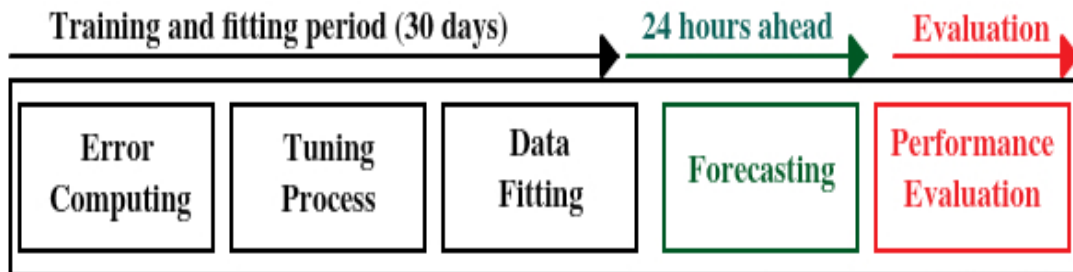 Training and fitting period (30 days)
24 hours ahead
Evaluation
Error
Computing
Tuning
Process
Data
Fitting
Forecasting
Performance
Evaluation